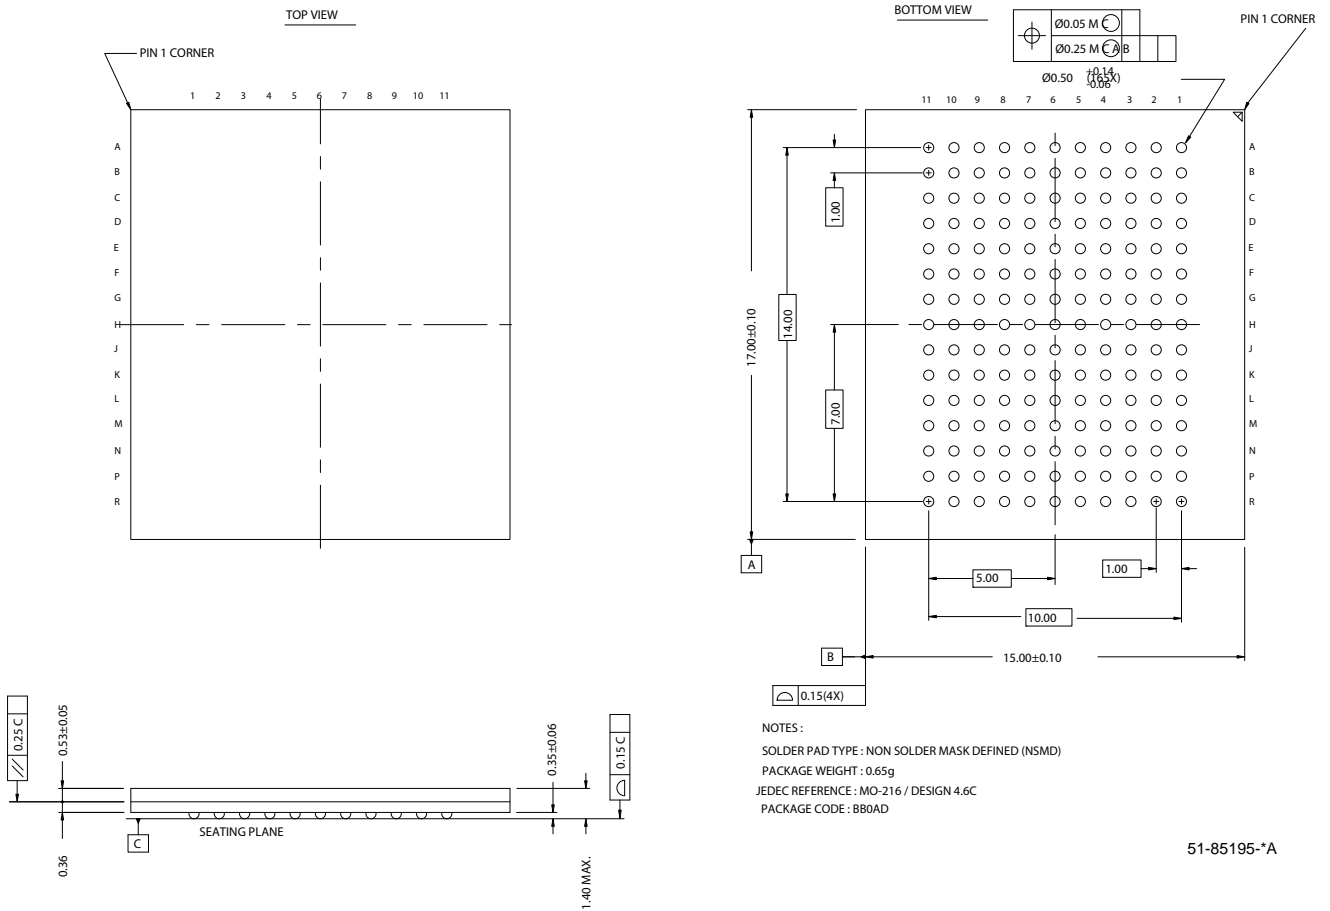 TOP VIEW
PIN 1 CORNER
1 2 3 4 5 6 7 8 9 10 11
A
B
C
D
E
F
G
H
J
K
L
M
N
P
R
BOTTOM VIEW
PIN 1 CORNER
Ø0.05 M C
Ø0.25 M C A B
Ø0.50 +0.14 -0.06 (165X)
11 10 9 8 7 6 5 4 3 2 1
A
B
C
D
E
F
G
H
J
K
L
M
N
P
R
1.00
14.00
17.00±0.10
7.00
A
5.00
1.00
10.00
B
15.00±0.10
0.15(4X)
0.25 C
0.53±0.05
0.35±0.06
0.15 C
SEATING PLANE
C
0.36
1.40 MAX.
NOTES :
SOLDER PAD TYPE : NON SOLDER MASK DEFINED (NSMD)
PACKAGE WEIGHT : 0.65g
JEDEC REFERENCE : MO-216 / DESIGN 4.6C
PACKAGE CODE : BB0AD
51-85195-*A